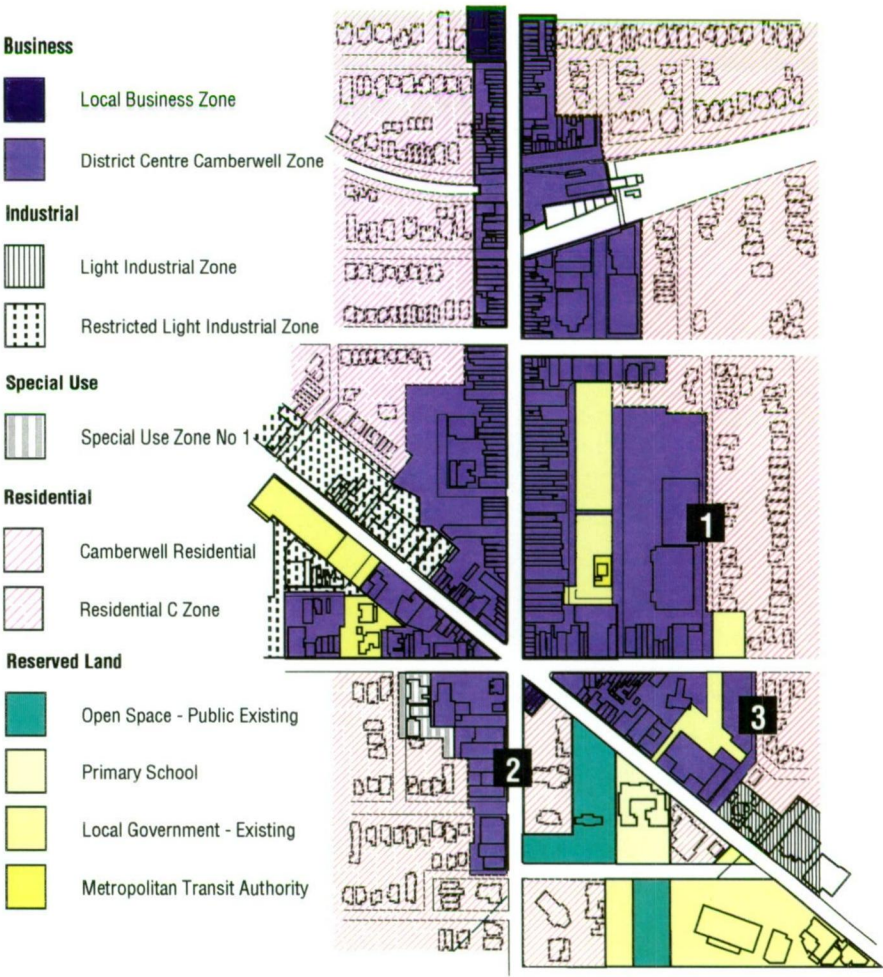 Business
Local Business Zone
District Centre Camberwell Zone
Industrial
Light Industrial Zone
Restricted Light Industrial Zone
Special Use
Special Use Zone No 1
Residential
Camberwell Residential
Residential C Zone
Reserved Land
Open Space - Public Existing
Primary School
Local Government - Existing
Metropolitan Transit Authority
1
2
3